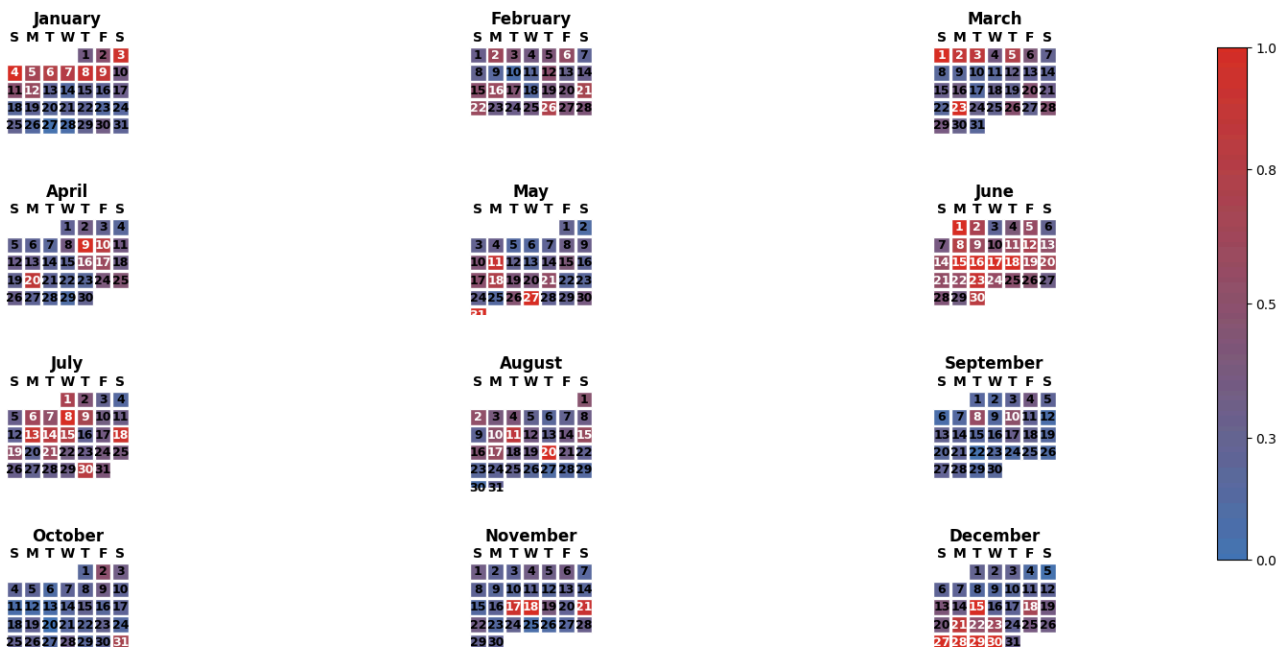 January
S M T W T F S
1 2 3
4 5 6 7 8 9 10
11 12 13 14 15 16 17
18 19 20 21 22 23 24
25 26 27 28 29 30 31
February
S M T W T F S
1 2 3 4 5 6 7
8 9 10 11 12 13 14
15 16 17 18 19 20 21
22 23 24 25 26 27 28
March
S M T W T F S
1 2 3 4 5 6 7
8 9 10 11 12 13 14
15 16 17 18 19 20 21
22 23 24 25 26 27 28
29 30 31
April
S M T W T F S
1 2 3 4
5 6 7 8 9 10 11
12 13 14 15 16 17 18
19 20 21 22 23 24 25
26 27 28 29 30
May
S M T W T F S
1 2
3 4 5 6 7 8 9
10 11 12 13 14 15 16
17 18 19 20 21 22 23
24 25 26 27 28 29 30
31
June
S M T W T F S
1 2 3 4 5 6
7 8 9 10 11 12 13
14 15 16 17 18 19 20
21 22 23 24 25 26 27
28 29 30
July
S M T W T F S
1 2 3 4
5 6 7 8 9 10 11
12 13 14 15 16 17 18
19 20 21 22 23 24 25
26 27 28 29 30 31
August
S M T W T F S
1
2 3 4 5 6 7 8
9 10 11 12 13 14 15
16 17 18 19 20 21 22
23 24 25 26 27 28 29
30 31
September
S M T W T F S
1 2 3 4 5
6 7 8 9 10 11 12
13 14 15 16 17 18 19
20 21 22 23 24 25 26
27 28 29 30
October
S M T W T F S
1 2 3
4 5 6 7 8 9 10
11 12 13 14 15 16 17
18 19 20 21 22 23 24
25 26 27 28 29 30 31
November
S M T W T F S
1 2 3 4 5 6 7
8 9 10 11 12 13 14
15 16 17 18 19 20 21
22 23 24 25 26 27 28
29 30
December
S M T W T F S
1 2 3 4 5
6 7 8 9 10 11 12
13 14 15 16 17 18 19
20 21 22 23 24 25 26
27 28 29 30 31
1.0
0.8
0.5
0.3
0.0